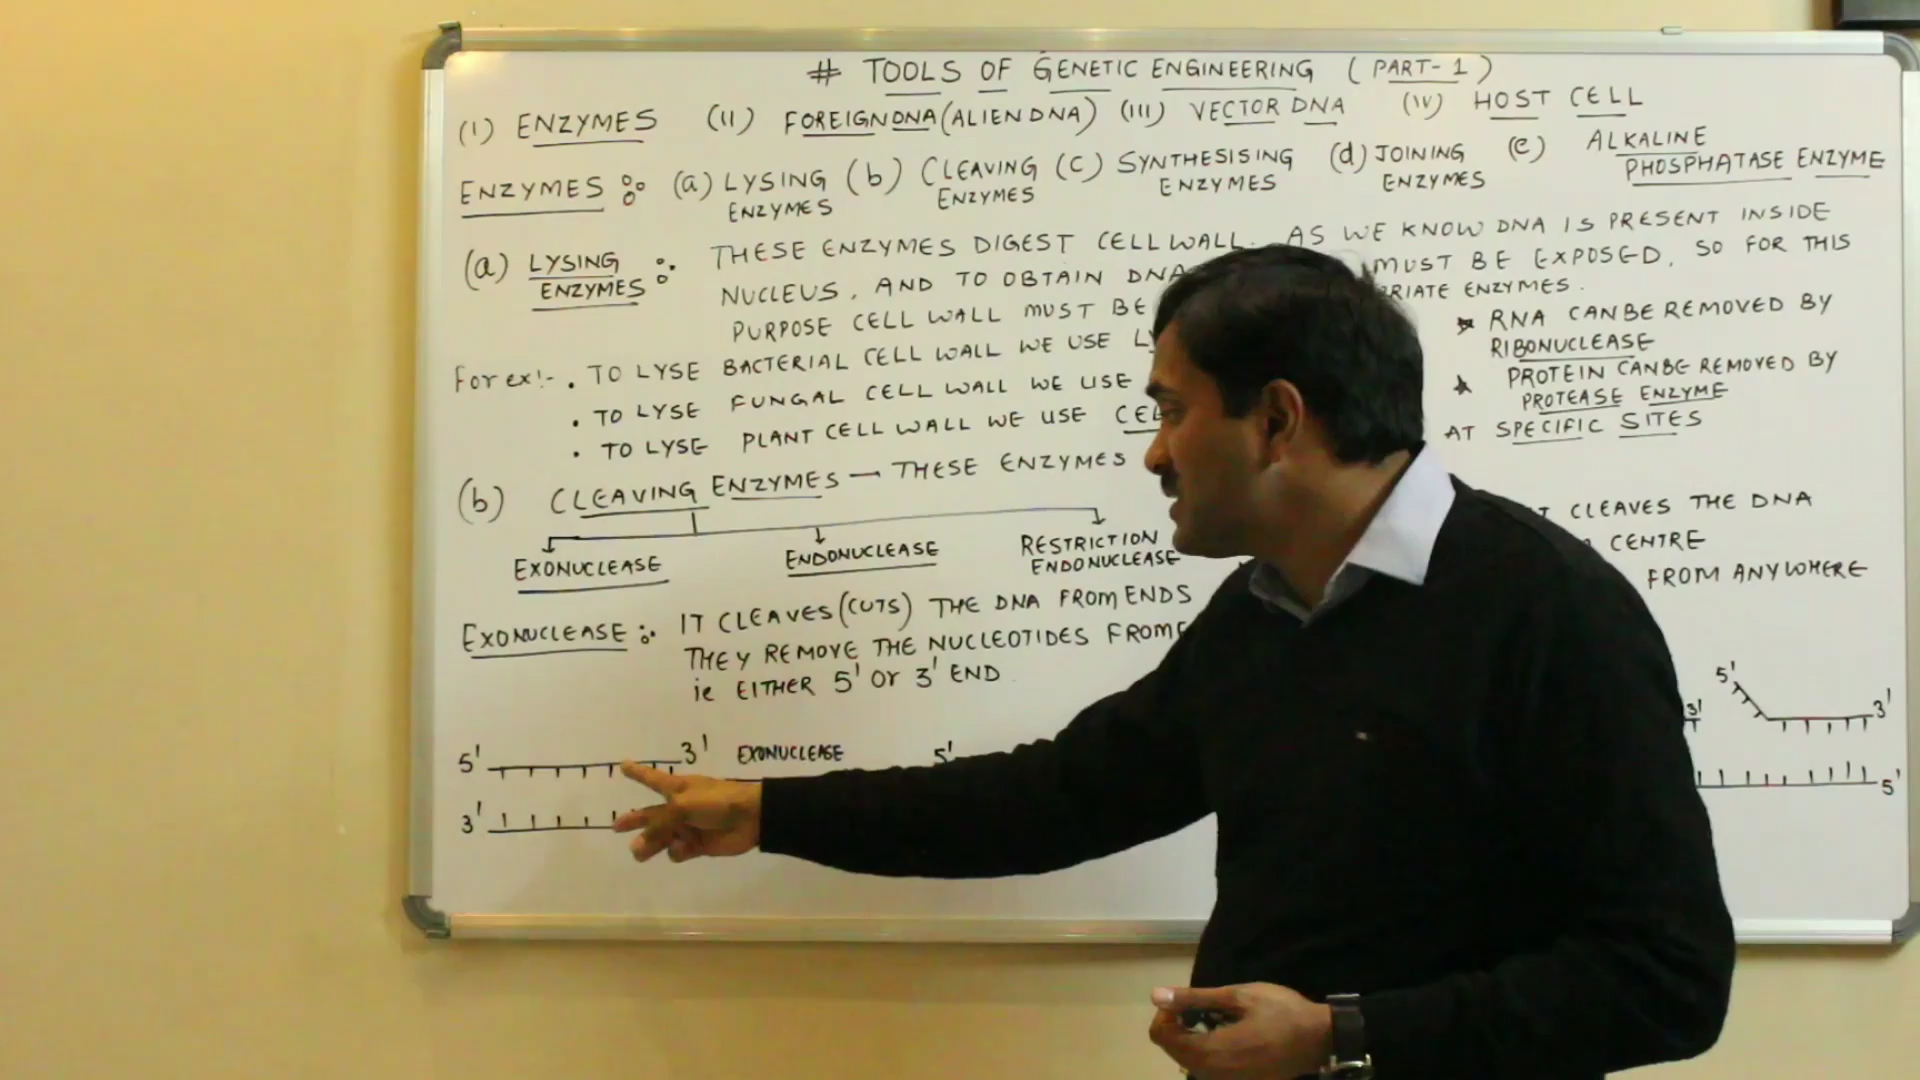 # TOOLS OF GENETIC ENGINEERING (PART-1)
(I) ENZYMES (II) FOREIGN DNA (ALIEN DNA) (III) VECTOR DNA (IV) HOST CELL
ENZYMES : (a) LYSING ENZYMES (b) CLEAVING ENZYMES (c) SYNTHESISING ENZYMES (d) JOINING ENZYMES (e) ALKALINE PHOSPHATASE ENZYME
(a) LYSING ENZYMES : THESE ENZYMES DIGEST CELL WALL. AS WE KNOW DNA IS PRESENT INSIDE
NUCLEUS, AND TO OBTAIN DNA MUST BE EXPOSED, SO FOR THIS
PURPOSE CELL WALL MUST BE RIATE ENZYMES.
For ex:- . TO LYSE BACTERIAL CELL WALL WE USE
. TO LYSE FUNGAL CELL WALL WE USE
. TO LYSE PLANT CELL WALL WE USE CEL
* RNA CAN BE REMOVED BY
RIBONUCLEASE
* PROTEIN CAN BE REMOVED BY
PROTEASE ENZYME
(b) CLEAVING ENZYMES — THESE ENZYMES AT SPECIFIC SITES
EXONUCLEASE ENDONUCLEASE RESTRICTION ENDONUCLEASE
EXONUCLEASE : IT CLEAVES (CUTS) THE DNA FROM ENDS
THEY REMOVE THE NUCLEOTIDES FROM
ie EITHER 5' or 3' END
T CLEAVES THE DNA
CENTRE
FROM ANYWHERE
5' 3' EXONUCLEASE 5'
3'
3' 5' 3'
5'